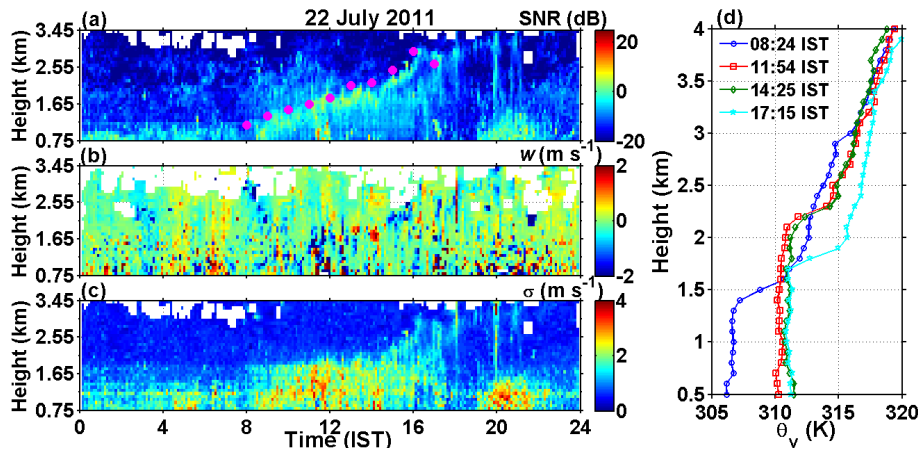 22 July 2011
(a)
SNR (dB)
Height (km)
3.45
2.55
1.65
0.75
20
0
−20
(b)
w (m s-1)
Height (km)
3.45
2.55
1.65
0.75
2
0
−2
(c)
σ (m s-1)
Height (km)
3.45
2.55
1.65
0.75
4
2
0
0 4 8 12 16 20 24
Time (IST)
(d)
08:24 IST
11:54 IST
14:25 IST
17:15 IST
Height (km)
4
3.5
3
2.5
2
1.5
1
0.5
305 310 315 320
θv (K)